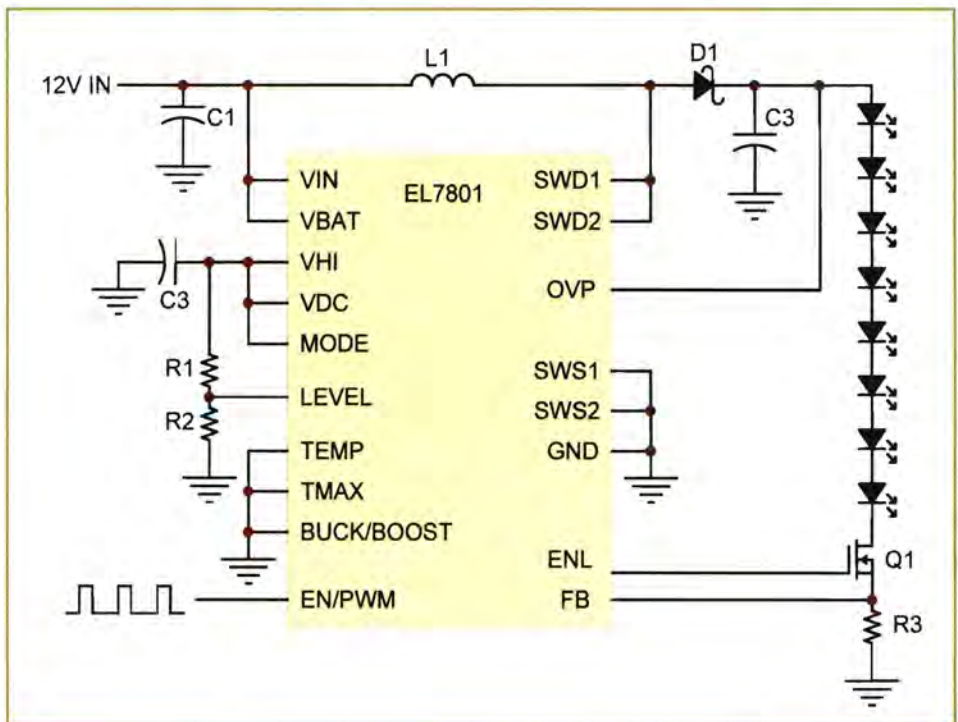 L1
D1
12V IN
C1
C3
VIN
EL7801
SWD1
VBAT
SWD2
VHI
C3
OVP
VDC
MODE
R1
SWS1
LEVEL
R2
SWS2
TEMP
GND
TMAX
BUCK/BOOST
ENL
Q1
EN/PWM
FB
R3